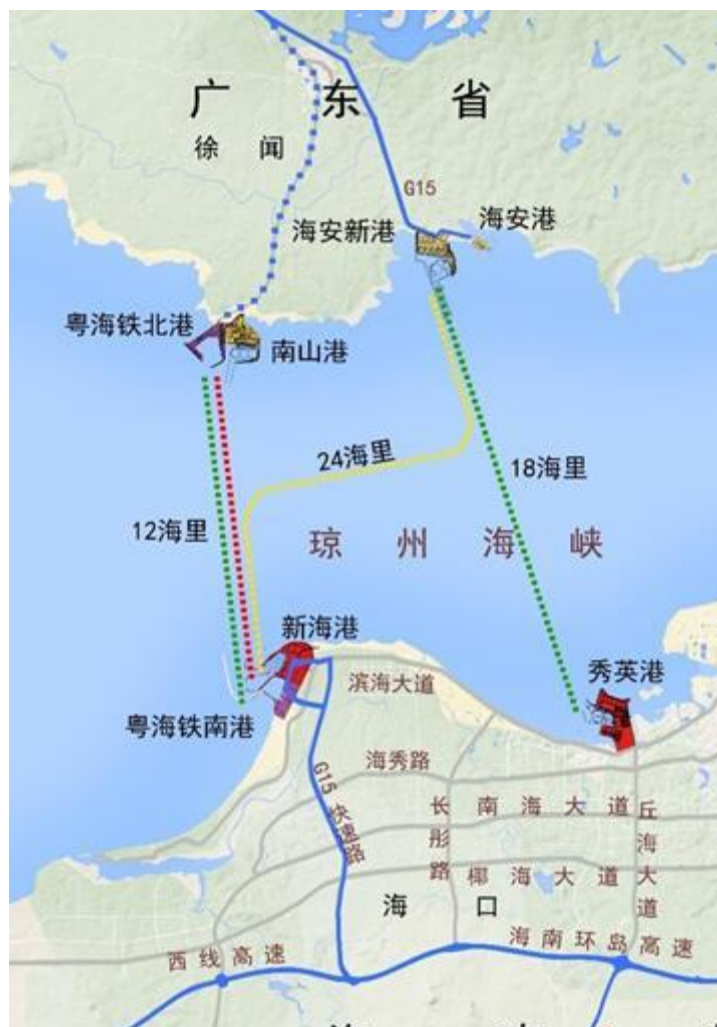 广东省
徐闻
G15
海安港
海安新港
粤海铁北港
南山港
24海里
18海里
12海里
琼州海峡
新海港
秀英港
滨海大道
粤海铁南港
海秀路
G15快速路
长彤路
南海大道
丘海大道
椰海大道
海口
海南环岛高速
西线高速